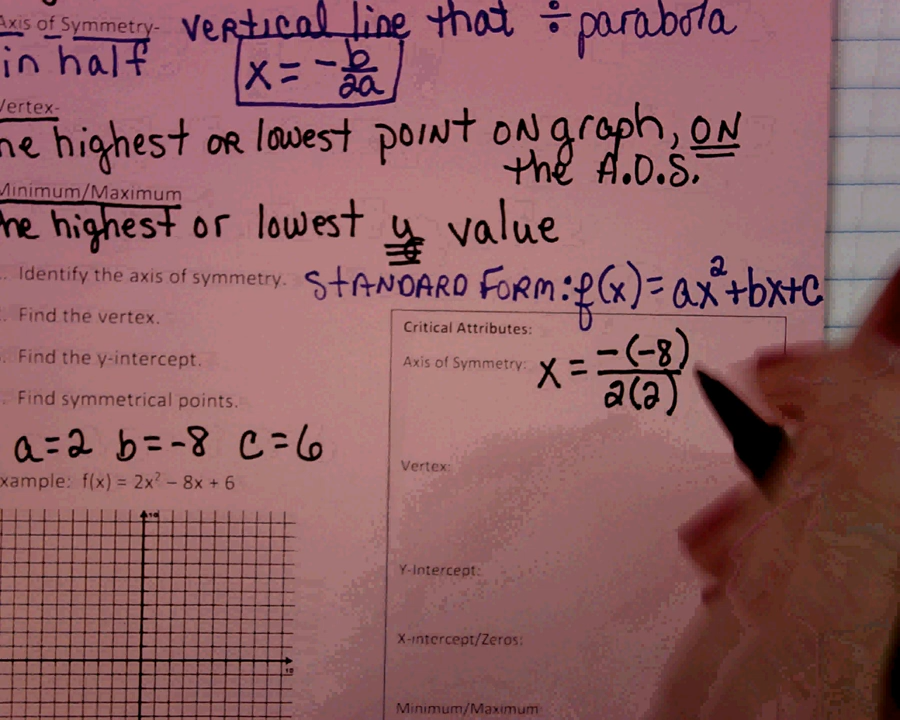 Axis of Symmetry- vertical line that ÷ parabola
in half x = -b/2a
Vertex-
he highest OR lowest point ON graph, ON
the A.O.S.
Minimum/Maximum
he highest or lowest y value
. Identify the axis of symmetry. STANDARD FORM: f(x) = ax²+bx+c
. Find the vertex.
Critical Attributes:
. Find the y-intercept.
Axis of Symmetry: x = -(-8)/2(2)
. Find symmetrical points.
a=2 b=-8 c=6
Vertex:
xample: f(x) = 2x² – 8x + 6
Y-Intercept:
X-intercept/Zeros:
Minimum/Maximum